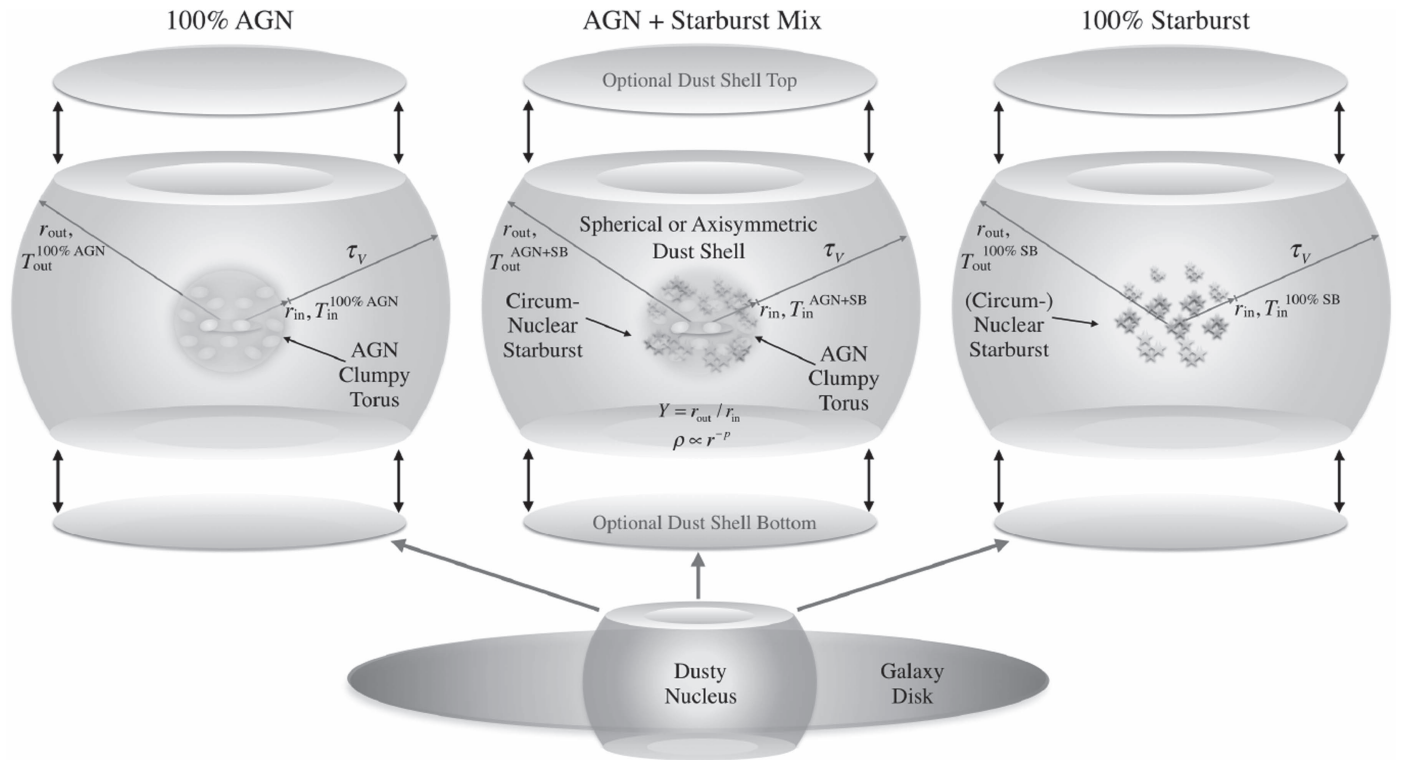 100% AGN
AGN + Starburst Mix
100% Starburst
Optional Dust Shell Top
r_out,
T_out^100% AGN
τ_V
r_in, T_in^100% AGN
AGN
Clumpy
Torus
Spherical or Axisymmetric
Dust Shell
r_out,
T_out^AGN+SB
τ_V
r_in, T_in^AGN+SB
Circum-
Nuclear
Starburst
AGN
Clumpy
Torus
Y = r_out / r_in
ρ ∝ r^-p
r_out,
T_out^100% SB
τ_V
r_in, T_in^100% SB
(Circum-)
Nuclear
Starburst
Optional Dust Shell Bottom
Dusty
Nucleus
Galaxy
Disk